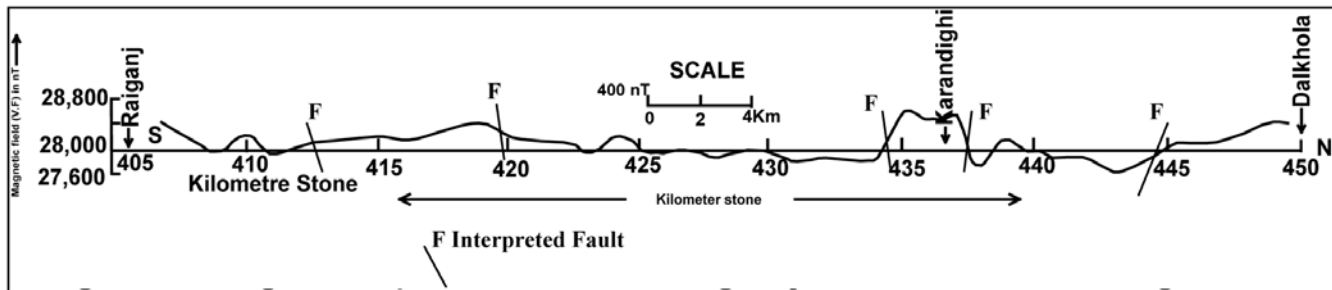 Magnetic field (V.F) in nT
Raiganj
Karandighi
Dalkhola
SCALE
400 nT
0 2 4Km
28,800
28,000
27,600
S
F
F
F
F
F
N
405 410 415 420 425 430 435 440 445 450
Kilometre Stone
Kilometer stone
F Interpreted Fault